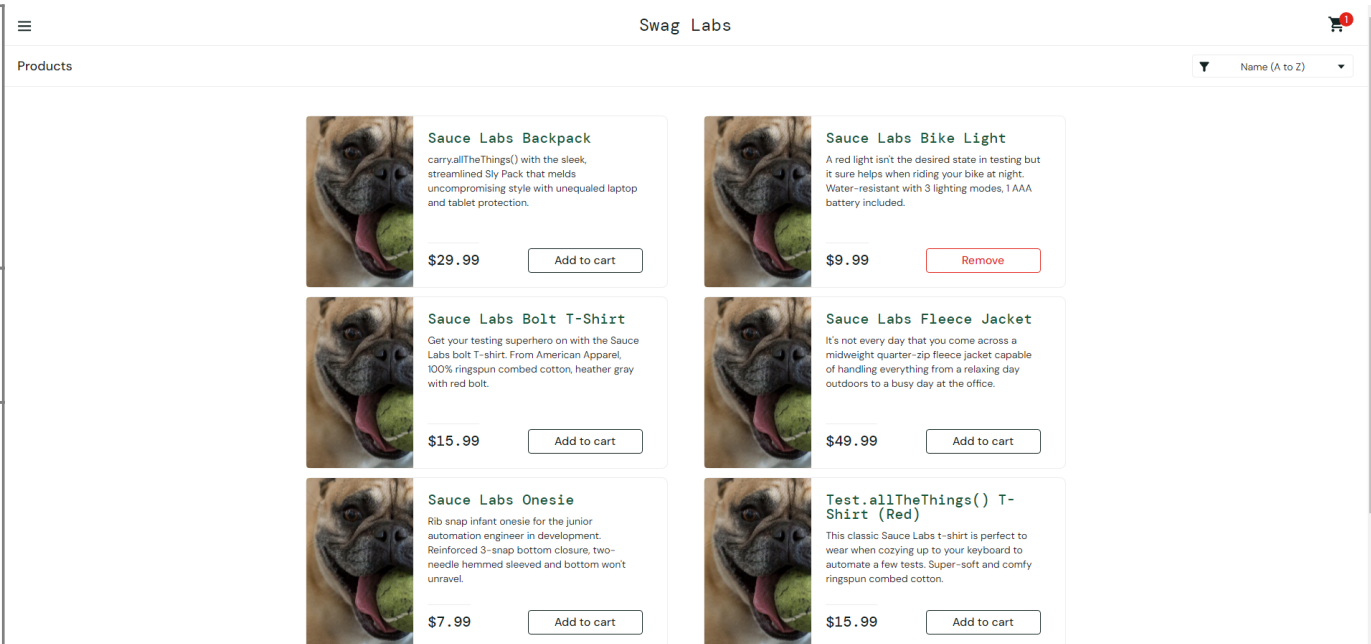 Swag Labs
1
Products
Name (A to Z)
Sauce Labs Backpack
carry.allTheThings() with the sleek,
streamlined Sly Pack that melds
uncompromising style with unequaled laptop
and tablet protection.
$29.99
Add to cart
Sauce Labs Bike Light
A red light isn't the desired state in testing but
it sure helps when riding your bike at night.
Water-resistant with 3 lighting modes, 1 AAA
battery included.
$9.99
Remove
Sauce Labs Bolt T-Shirt
Get your testing superhero on with the Sauce
Labs bolt T-shirt. From American Apparel,
100% ringspun combed cotton, heather gray
with red bolt.
$15.99
Add to cart
Sauce Labs Fleece Jacket
It's not every day that you come across a
midweight quarter-zip fleece jacket capable
of handling everything from a relaxing day
outdoors to a busy day at the office.
$49.99
Add to cart
Sauce Labs Onesie
Rib snap infant onesie for the junior
automation engineer in development.
Reinforced 3-snap bottom closure, two-
needle hemmed sleeved and bottom won't
unravel.
$7.99
Add to cart
Test.allTheThings() T-
Shirt (Red)
This classic Sauce Labs t-shirt is perfect to
wear when cozying up to your keyboard to
automate a few tests. Super-soft and comfy
ringspun combed cotton.
$15.99
Add to cart